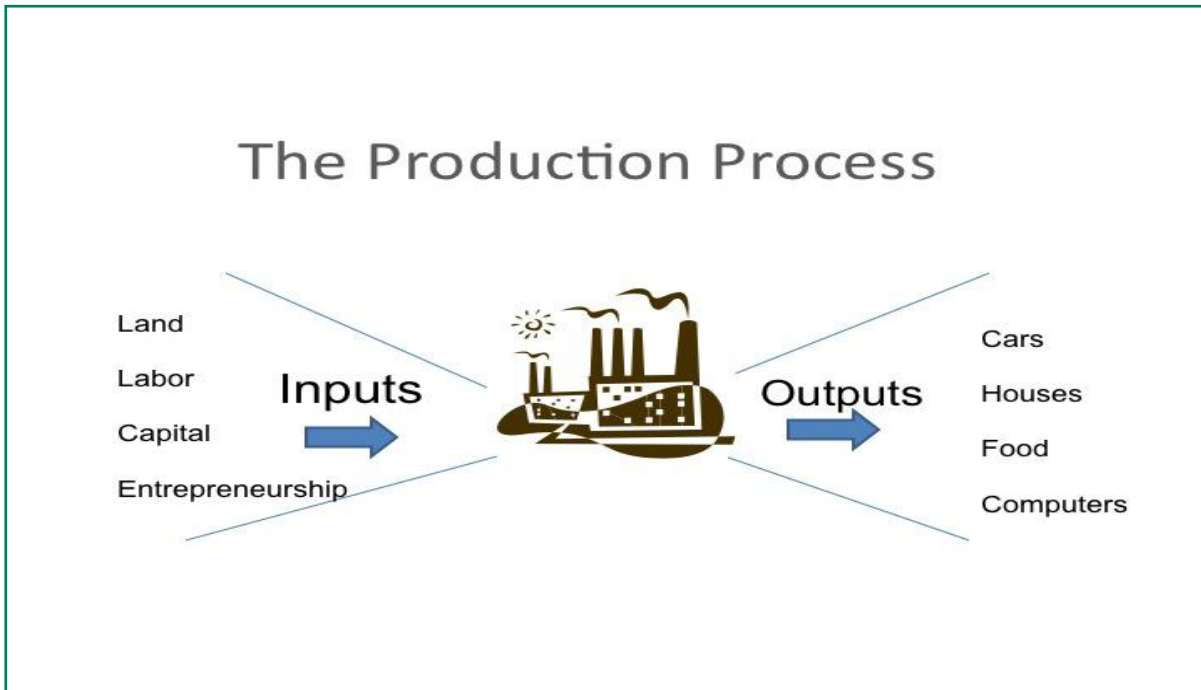 The Production Process
Land
Labor
Capital
Entrepreneurship
Inputs
Outputs
Cars
Houses
Food
Computers